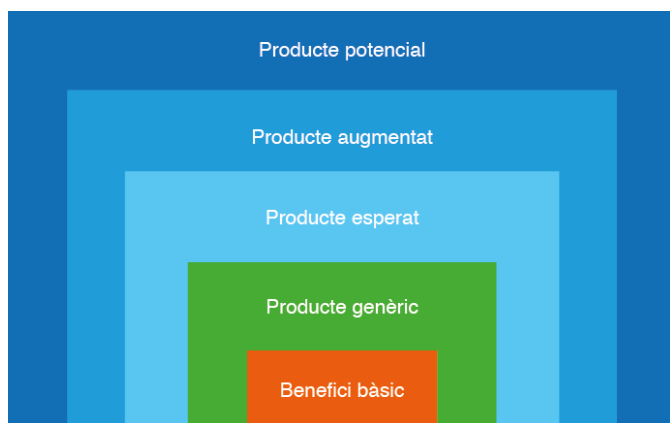 Producte potencial
Producte augmentat
Producte esperat
Producte genèric
Benefici bàsic